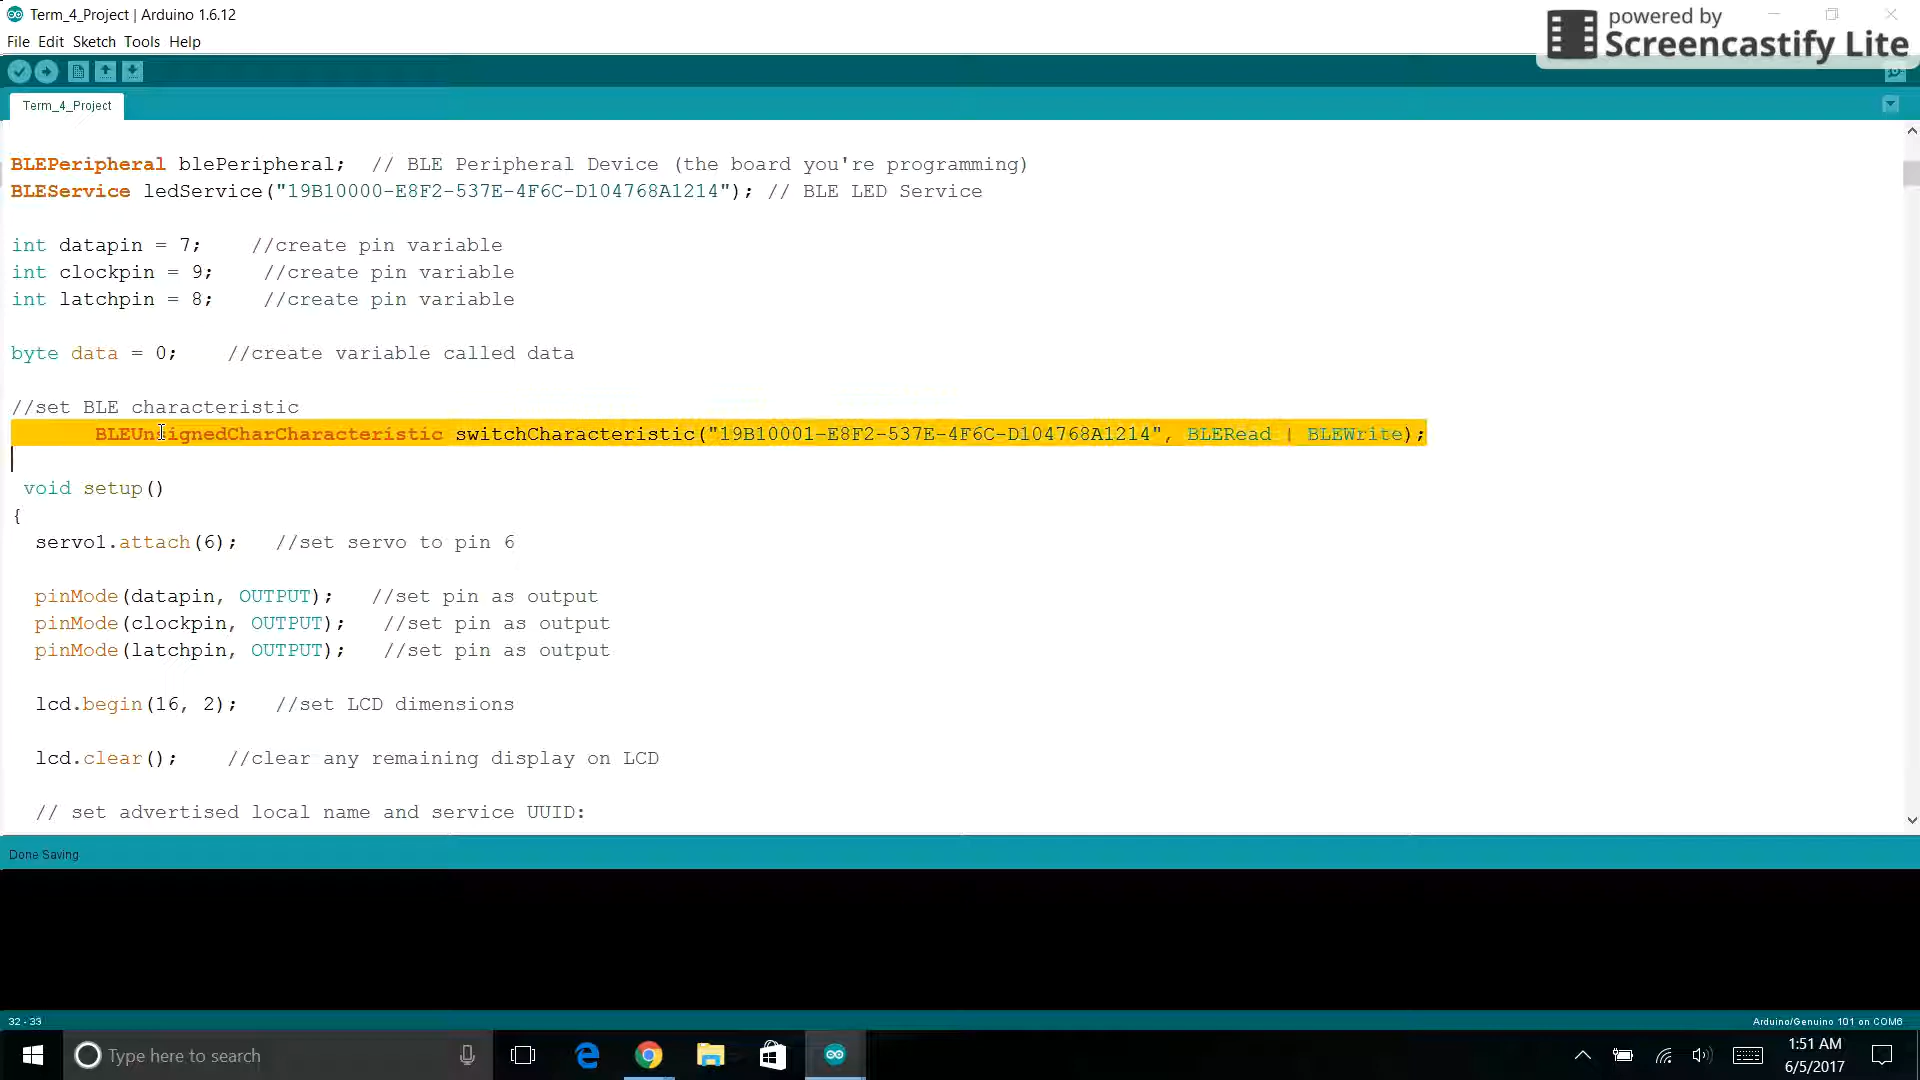 Term_4_Project | Arduino 1.6.12
powered by
Screencastify Lite
File Edit Sketch Tools Help
Term_4_Project
BLEPeripheral blePeripheral;  // BLE Peripheral Device (the board you're programming)
BLEService ledService("19B10000-E8F2-537E-4F6C-D104768A1214"); // BLE LED Service
int datapin = 7;    //create pin variable
int clockpin = 9;    //create pin variable
int latchpin = 8;    //create pin variable
byte data = 0;    //create variable called data
//set BLE characteristic
BLEUnsignedCharCharacteristic switchCharacteristic("19B10001-E8F2-537E-4F6C-D104768A1214", BLERead | BLEWrite);
void setup()
{
servo1.attach(6);   //set servo to pin 6
pinMode(datapin, OUTPUT);   //set pin as output
pinMode(clockpin, OUTPUT);   //set pin as output
pinMode(latchpin, OUTPUT);   //set pin as output
lcd.begin(16, 2);   //set LCD dimensions
lcd.clear();    //clear any remaining display on LCD
// set advertised local name and service UUID:
Done Saving
32 - 33
Arduino/Genuino 101 on COM6
Type here to search
1:51 AM
6/5/2017